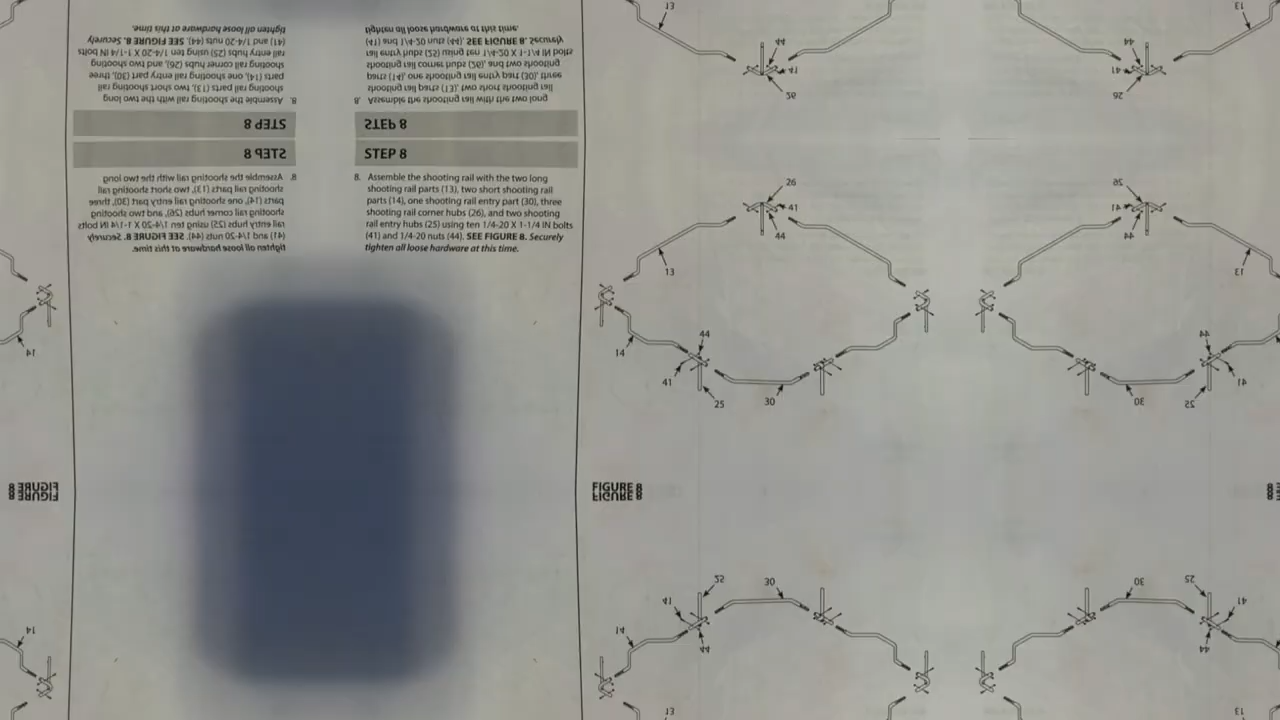 STEP 8
8. Assemble the shooting rail with the two long
shooting rail parts (13), two short shooting rail
parts (14), one shooting rail entry part (30), three
shooting rail corner hubs (26), and two shooting
rail entry hubs (25) using ten 1/4-20 X 1-1/4 IN bolts
(41) and 1/4-20 nuts (44). SEE FIGURE 8. Securely
tighten all loose hardware at this time.
26
41
44
13
14
44
41
25
30
FIGURE 8